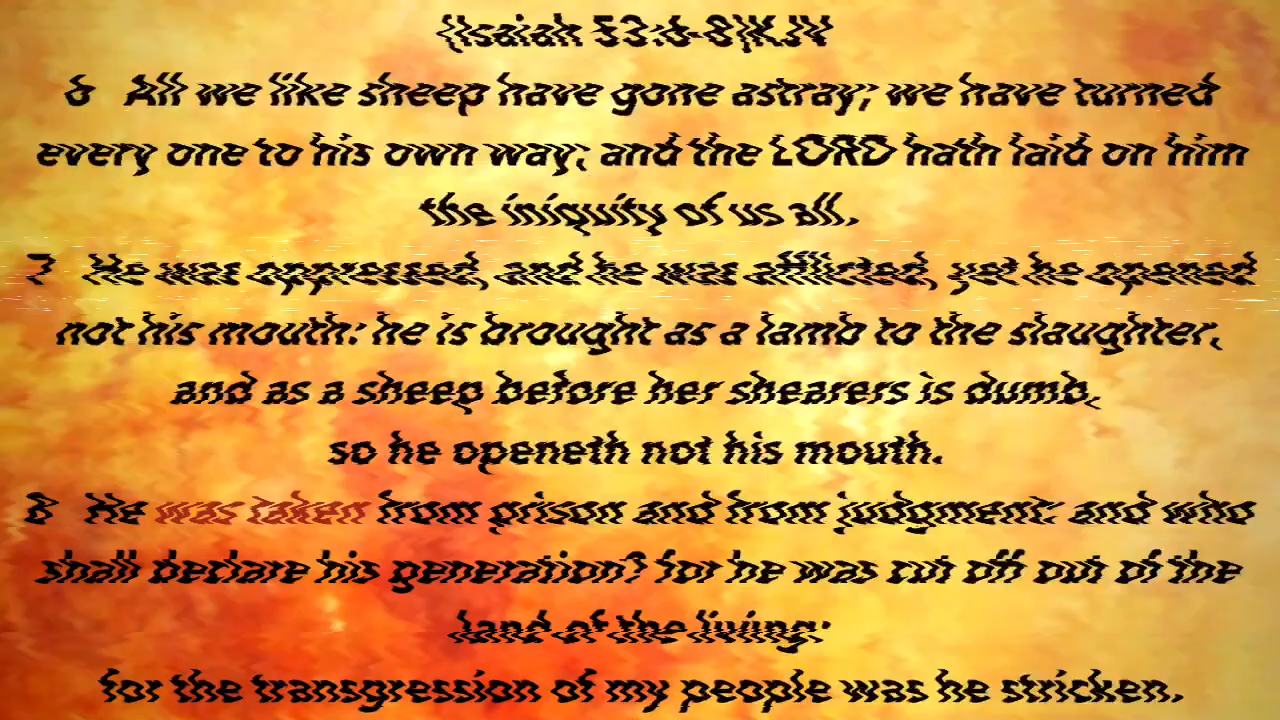 (Isaiah 53:6-8)KJV
6 All we like sheep have gone astray; we have turned
every one to his own way; and the LORD hath laid on him
the iniquity of us all.
7 He was oppressed, and he was afflicted, yet he opened
not his mouth: he is brought as a lamb to the slaughter,
and as a sheep before her shearers is dumb,
so he openeth not his mouth.
8 He was taken from prison and from judgment: and who
shall declare his generation? for he was cut off out of the
land of the living:
for the transgression of my people was he stricken.